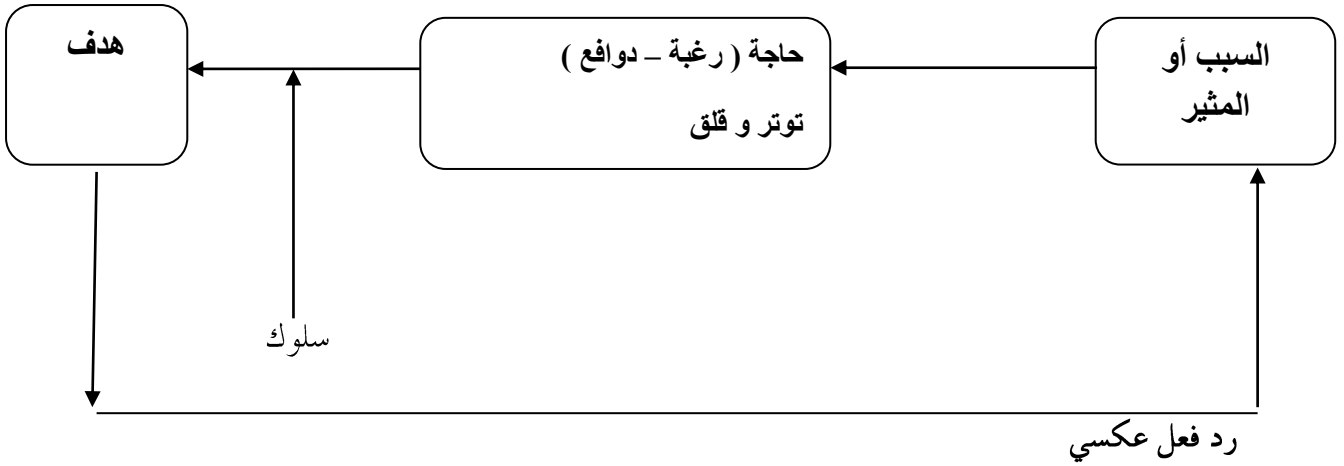 السبب أو
المثير
حاجة ( رغبة – دوافع )
توتر و قلق
هدف
سلوك
رد فعل عكسي